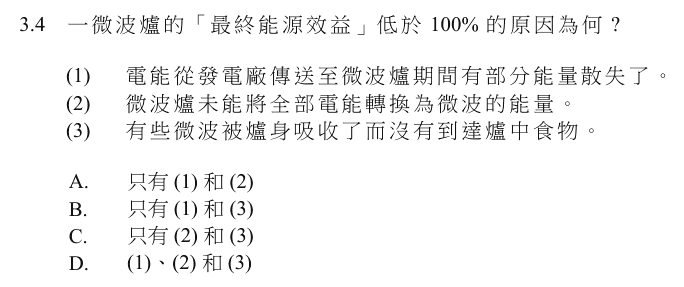 3.4 一微波爐的「最終能源效益」低於 100% 的原因為何？
(1) 電能從發電廠傳送至微波爐期間有部分能量散失了。
(2) 微波爐未能將全部電能轉換為微波的能量。
(3) 有些微波被爐身吸收了而沒有到達爐中食物。
A. 只有 (1) 和 (2)
B. 只有 (1) 和 (3)
C. 只有 (2) 和 (3)
D. (1)、(2) 和 (3)